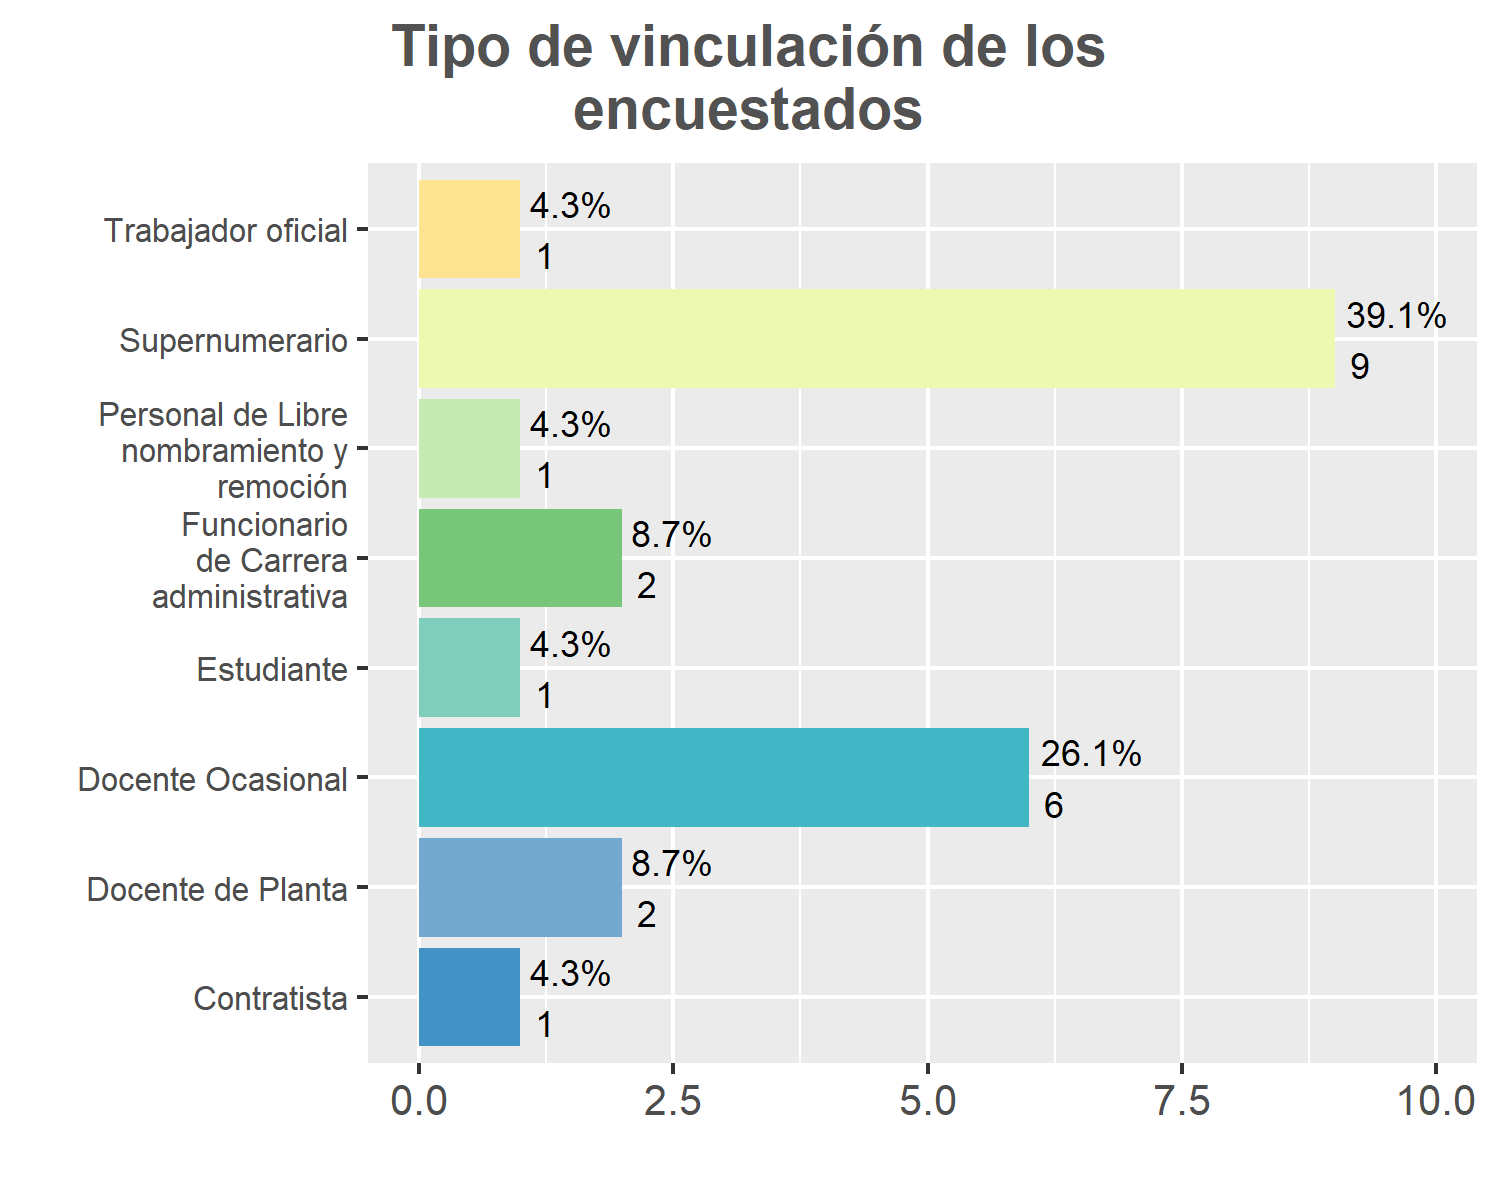 Tipo de vinculación de los
encuestados
Trabajador oficial
4.3%
1
Supernumerario
39.1%
9
Personal de Libre
nombramiento y
remoción
4.3%
1
Funcionario
de Carrera
administrativa
8.7%
2
Estudiante
4.3%
1
Docente Ocasional
26.1%
6
Docente de Planta
8.7%
2
Contratista
4.3%
1
0.0 2.5 5.0 7.5 10.0